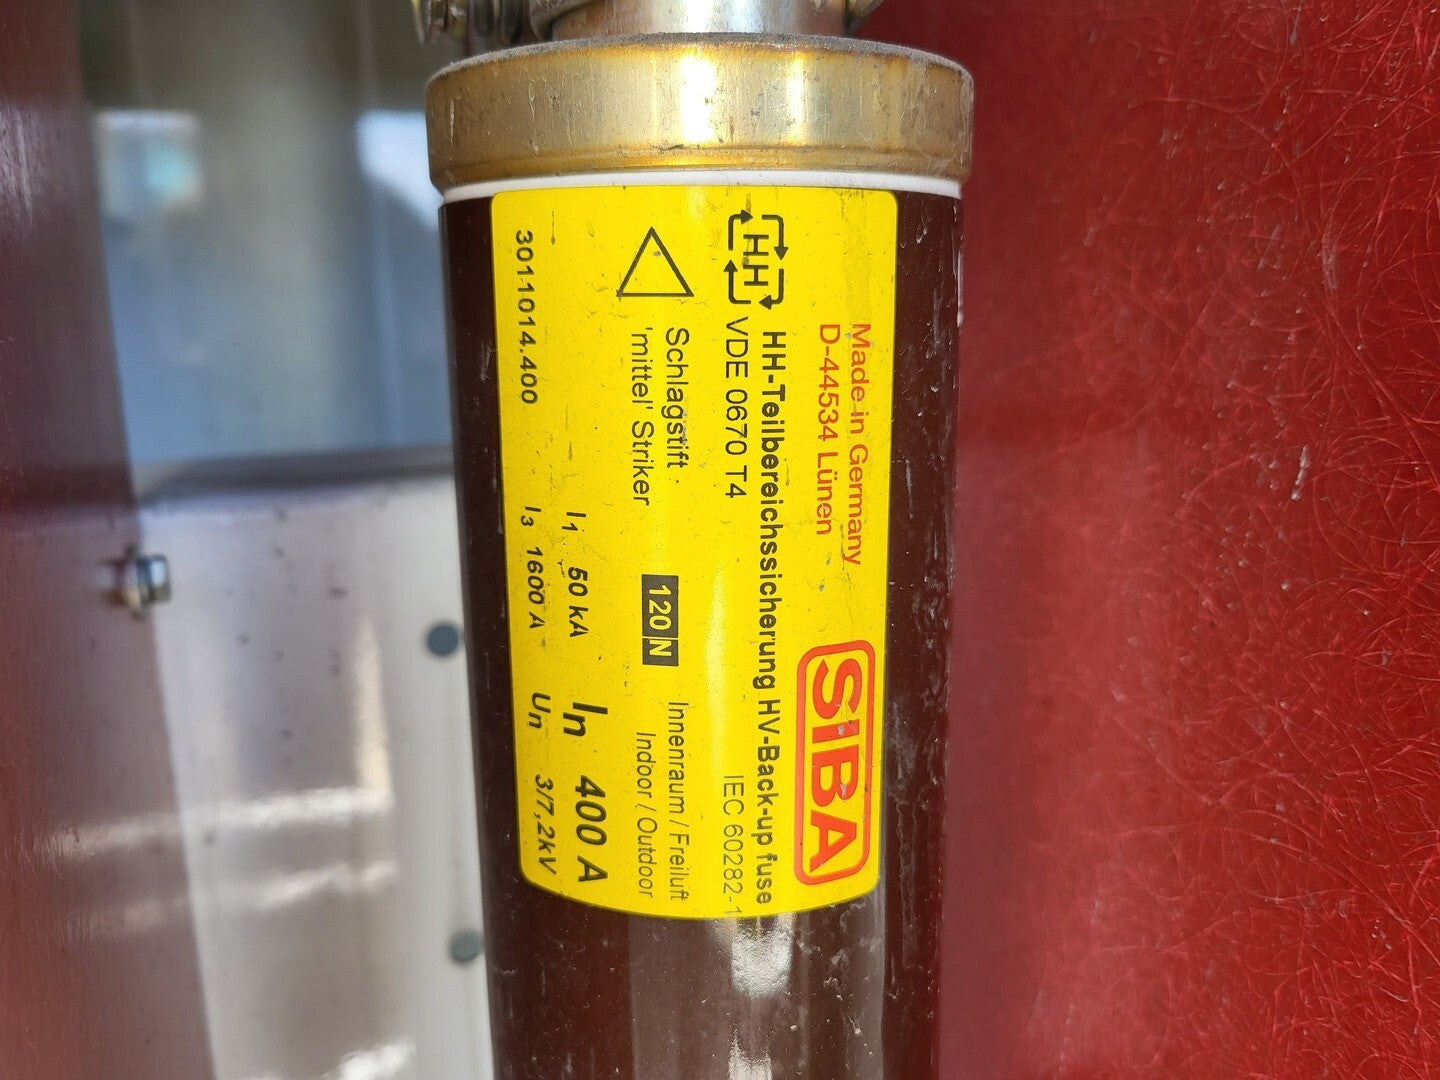 Made in Germany
D-44534 Lünen
SIBA
HH
HH-Teilbereichssicherung HV-Back-up fuse
VDE 0670 T4
IEC 60282-1
Schlagstift
'mittel' Striker
120 N
Innenraum / Freiluft
Indoor / Outdoor
I1 50 kA
In 400 A
3011014.400
I3 1600 A
Un 3/7,2kV